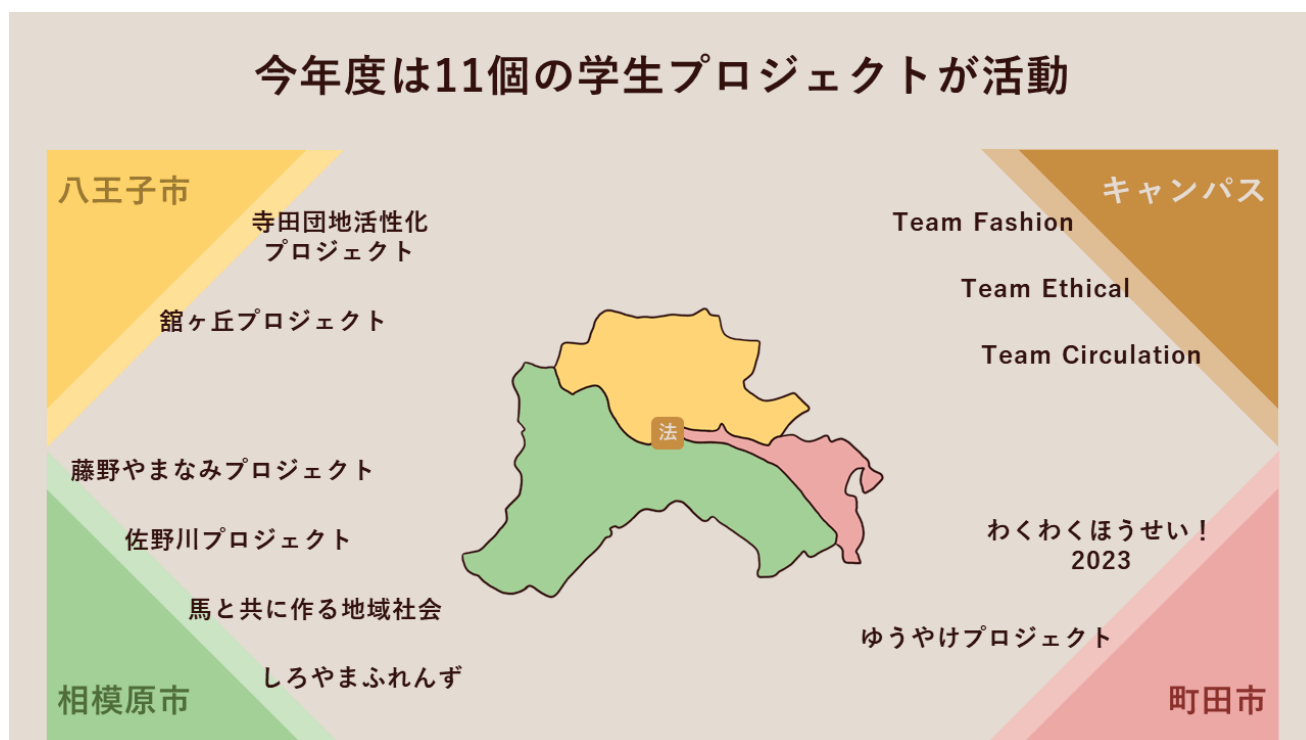 今年度は11個の学生プロジェクトが活動
八王子市
寺田団地活性化
プロジェクト
舘ヶ丘プロジェクト
キャンパス
Team Fashion
Team Ethical
Team Circulation
法
藤野やまなみプロジェクト
佐野川プロジェクト
馬と共に作る地域社会
しろやまふれんず
相模原市
わくわくほうせい！
2023
ゆうやけプロジェクト
町田市